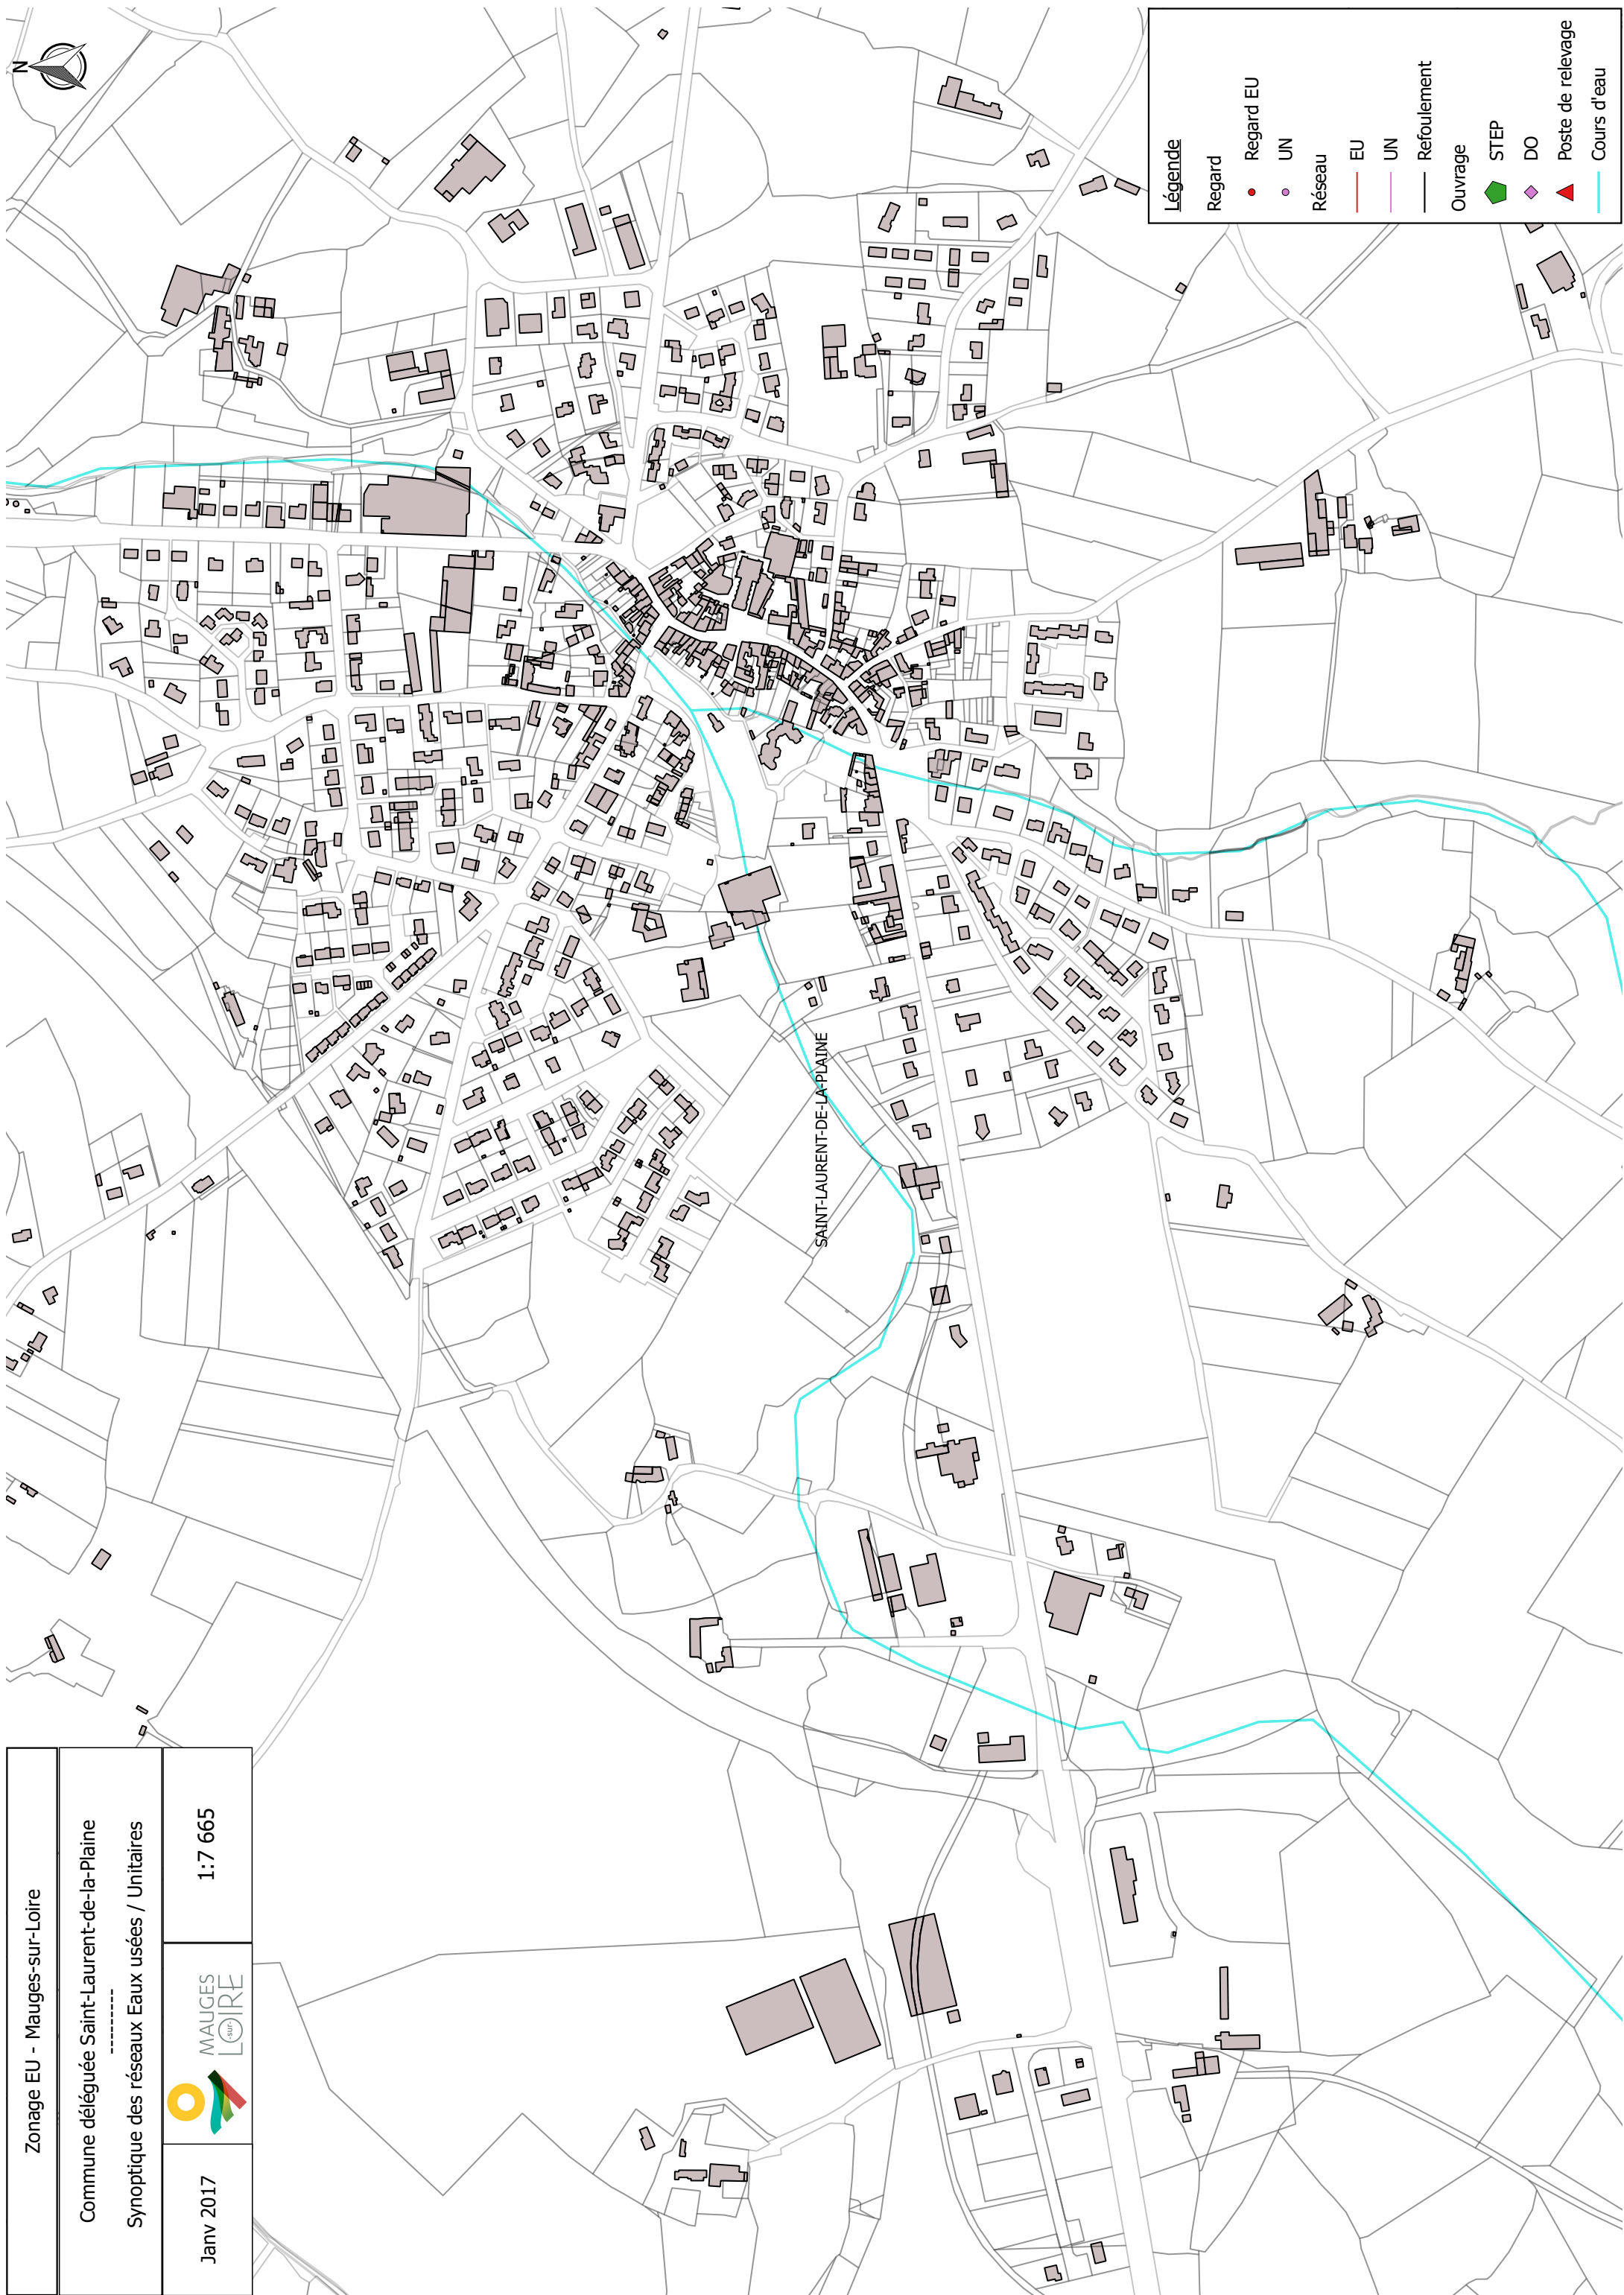 Zonage EU - Mauges-sur-Loire
Commune déléguée Saint-Laurent-de-la-Plaine
---------
Synoptique des réseaux Eaux usées / Unitaires
Janv 2017
MAUGES
-sur-
LOIRE
1:7 665
SAINT-LAURENT-DE-LA-PLAINE
N
Légende
Regard
Regard EU
UN
Réseau
EU
UN
Refoulement
Ouvrage
STEP
DO
Poste de relevage
Cours d'eau